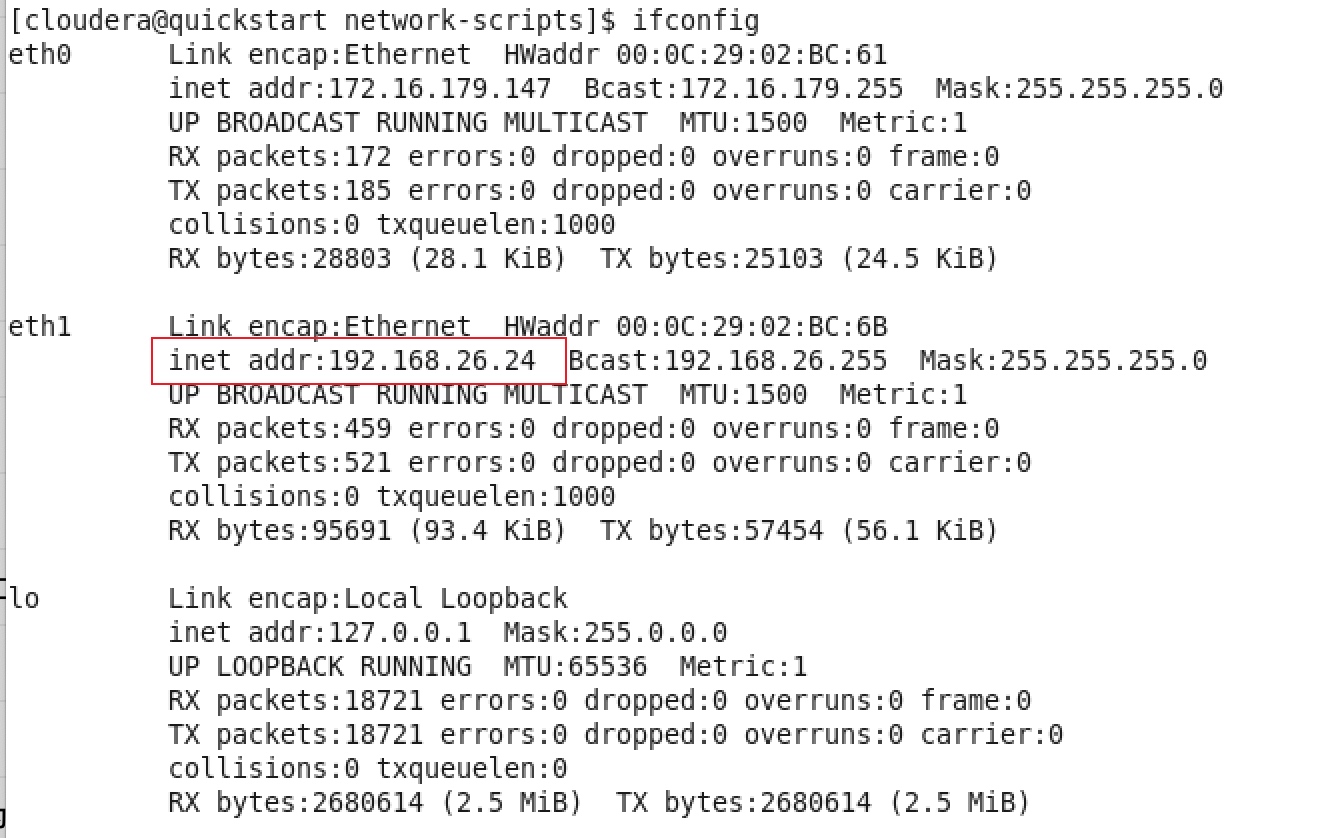 [cloudera@quickstart network-scripts]$ ifconfig
eth0      Link encap:Ethernet  HWaddr 00:0C:29:02:BC:61
          inet addr:172.16.179.147  Bcast:172.16.179.255  Mask:255.255.255.0
          UP BROADCAST RUNNING MULTICAST  MTU:1500  Metric:1
          RX packets:172 errors:0 dropped:0 overruns:0 frame:0
          TX packets:185 errors:0 dropped:0 overruns:0 carrier:0
          collisions:0 txqueuelen:1000
          RX bytes:28803 (28.1 KiB)  TX bytes:25103 (24.5 KiB)

eth1      Link encap:Ethernet  HWaddr 00:0C:29:02:BC:6B
          inet addr:192.168.26.24  Bcast:192.168.26.255  Mask:255.255.255.0
          UP BROADCAST RUNNING MULTICAST  MTU:1500  Metric:1
          RX packets:459 errors:0 dropped:0 overruns:0 frame:0
          TX packets:521 errors:0 dropped:0 overruns:0 carrier:0
          collisions:0 txqueuelen:1000
          RX bytes:95691 (93.4 KiB)  TX bytes:57454 (56.1 KiB)

lo        Link encap:Local Loopback
          inet addr:127.0.0.1  Mask:255.0.0.0
          UP LOOPBACK RUNNING  MTU:65536  Metric:1
          RX packets:18721 errors:0 dropped:0 overruns:0 frame:0
          TX packets:18721 errors:0 dropped:0 overruns:0 carrier:0
          collisions:0 txqueuelen:0
          RX bytes:2680614 (2.5 MiB)  TX bytes:2680614 (2.5 MiB)